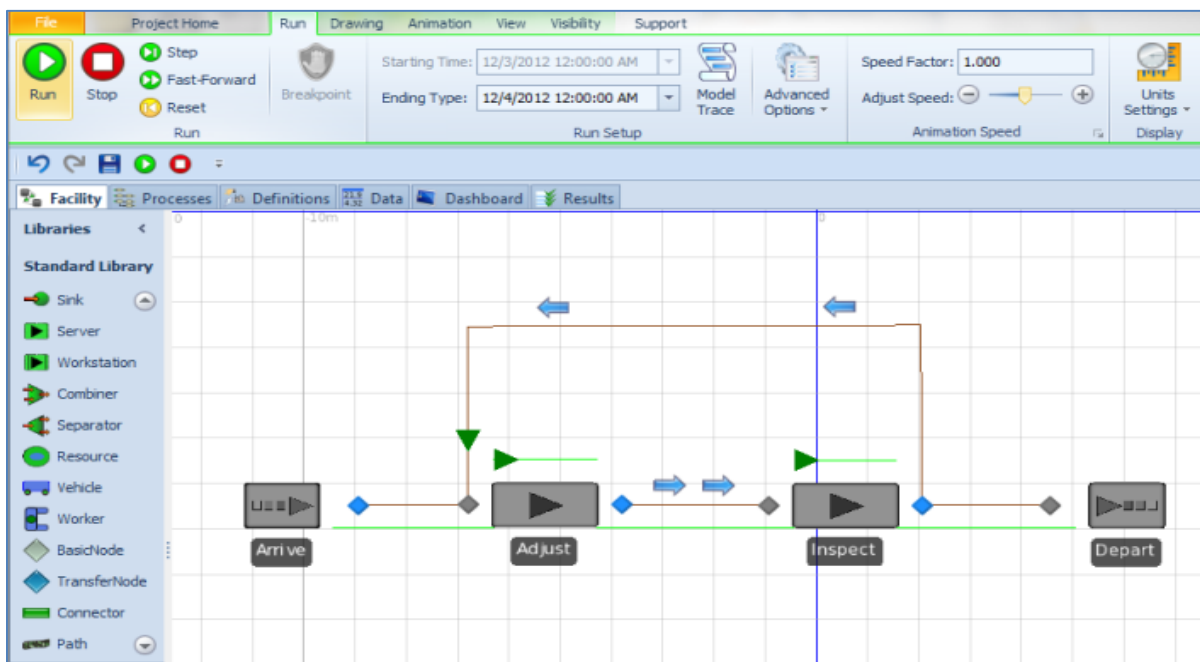 File Project Home Run Drawing Animation View Visibility Support
Run
Stop
Step
Fast-Forward
Reset
Run
Breakpoint
Starting Time: 12/3/2012 12:00:00 AM
Ending Type: 12/4/2012 12:00:00 AM
Model Trace
Advanced Options
Run Setup
Speed Factor: 1.000
Adjust Speed:
Animation Speed
Units Settings
Display
Facility Processes Definitions Data Dashboard Results
Libraries <
Standard Library
Sink
Server
Workstation
Combiner
Separator
Resource
Vehicle
Worker
BasicNode
TransferNode
Connector
Path
0 -10m 0
Arrive Adjust Inspect Depart